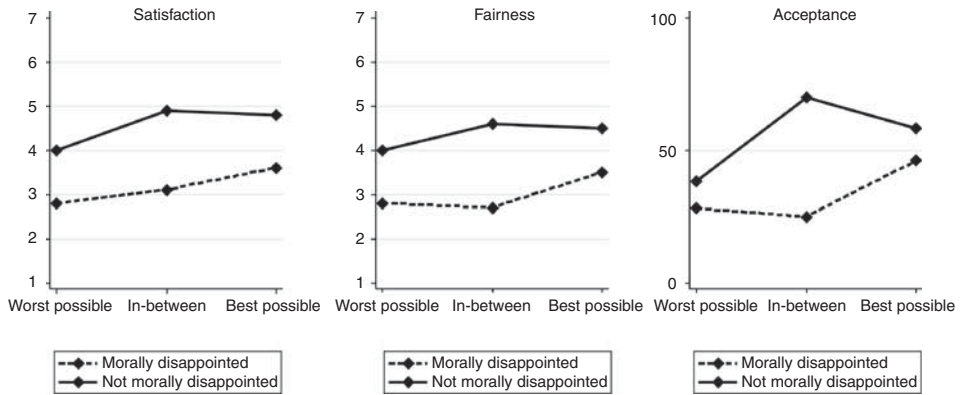 Satisfaction
7
6
5
4
3
2
1
Worst possible In-between Best possible
Morally disappointed
Not morally disappointed
Fairness
7
6
5
4
3
2
1
Worst possible In-between Best possible
Morally disappointed
Not morally disappointed
Acceptance
100
50
0
Worst possible In-between Best possible
Morally disappointed
Not morally disappointed